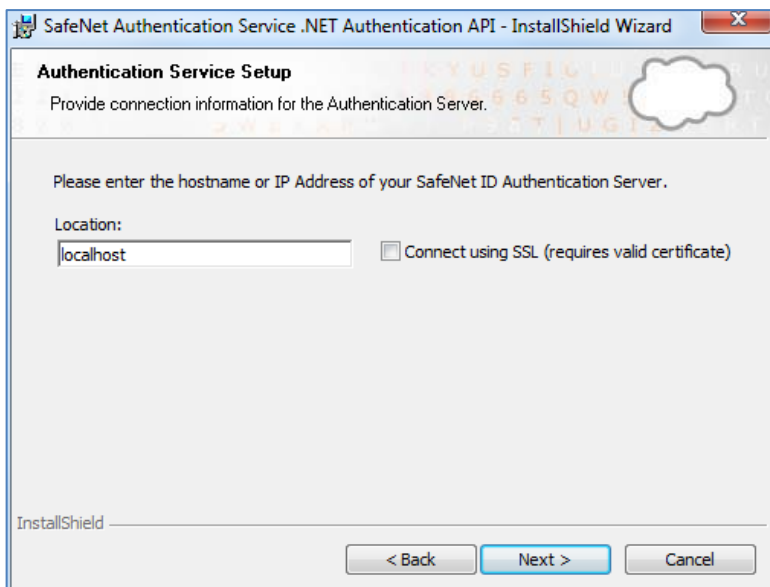 SafeNet Authentication Service .NET Authentication API - InstallShield Wizard
Authentication Service Setup
Provide connection information for the Authentication Server.
Please enter the hostname or IP Address of your SafeNet ID Authentication Server.
Location:
localhost
Connect using SSL (requires valid certificate)
InstallShield
< Back
Next >
Cancel